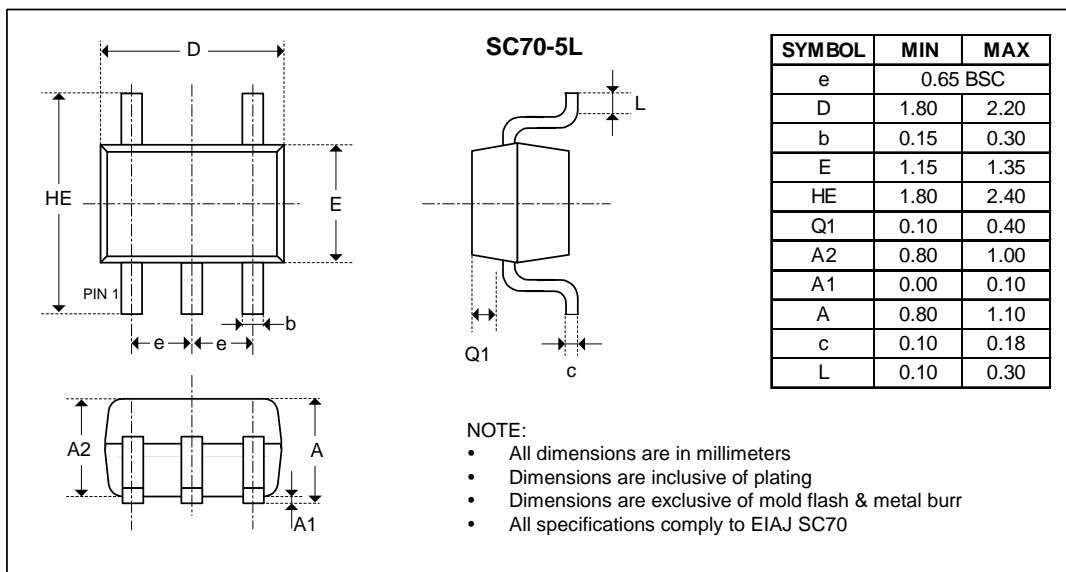 D
SC70-5L
L
HE
E
PIN 1
b
e
e
Q1
c
A2
A
A1
SYMBOL MIN MAX
e 0.65 BSC
D 1.80 2.20
b 0.15 0.30
E 1.15 1.35
HE 1.80 2.40
Q1 0.10 0.40
A2 0.80 1.00
A1 0.00 0.10
A 0.80 1.10
c 0.10 0.18
L 0.10 0.30
NOTE:
• All dimensions are in millimeters
• Dimensions are inclusive of plating
• Dimensions are exclusive of mold flash & metal burr
• All specifications comply to EIAJ SC70